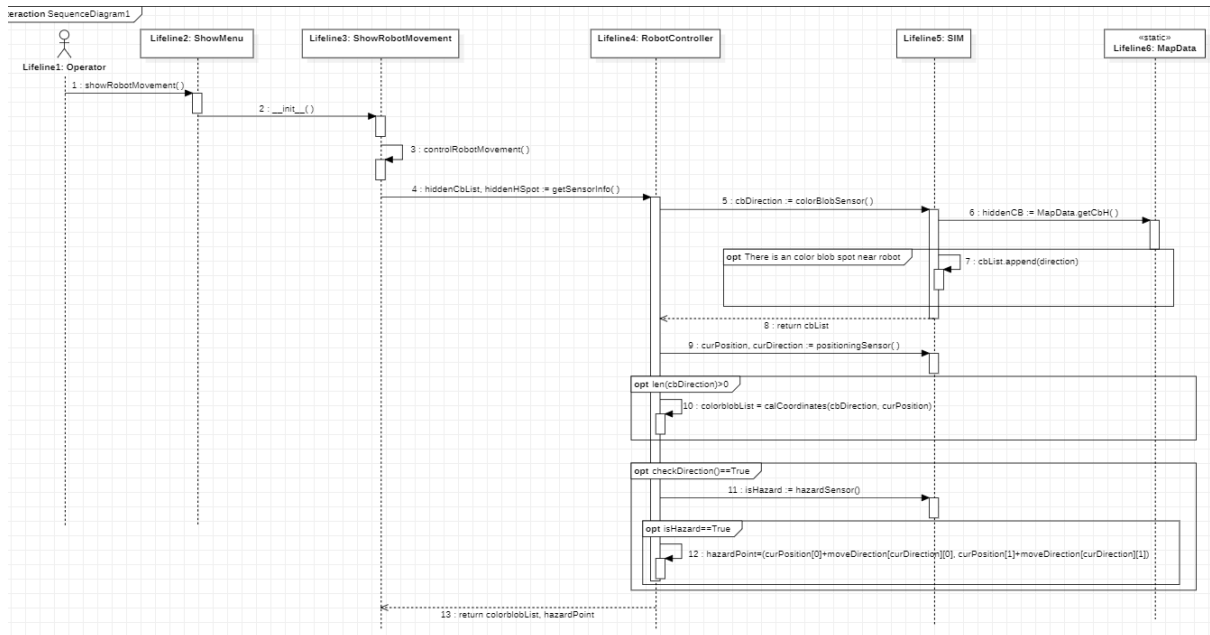 teraction SequenceDiagram1
Lifeline1: Operator
Lifeline2: ShowMenu
Lifeline3: ShowRobotMovement
Lifeline4: RobotController
Lifeline5: SIM
«static»
Lifeline6: MapData
1 : showRobotMovement( )
2 : __init__( )
3 : controlRobotMovement( )
4 : hiddenCbList, hiddenHSpot := getSensorInfo( )
5 : cbDirection := colorBlobSensor( )
6 : hiddenCB := MapData.getCbH( )
opt There is an color blob spot near robot
7 : cbList.append(direction)
8 : return cbList
9 : curPosition, curDirection := positioningSensor( )
opt len(cbDirection)>0
10 : colorblobList = calCoordinates(cbDirection, curPosition)
opt checkDirection()==True
11 : isHazard := hazardSensor()
opt isHazard==True
12 : hazardPoint=(curPosition[0]+moveDirection[curDirection][0], curPosition[1]+moveDirection[curDirection][1])
13 : return colorblobList, hazardPoint